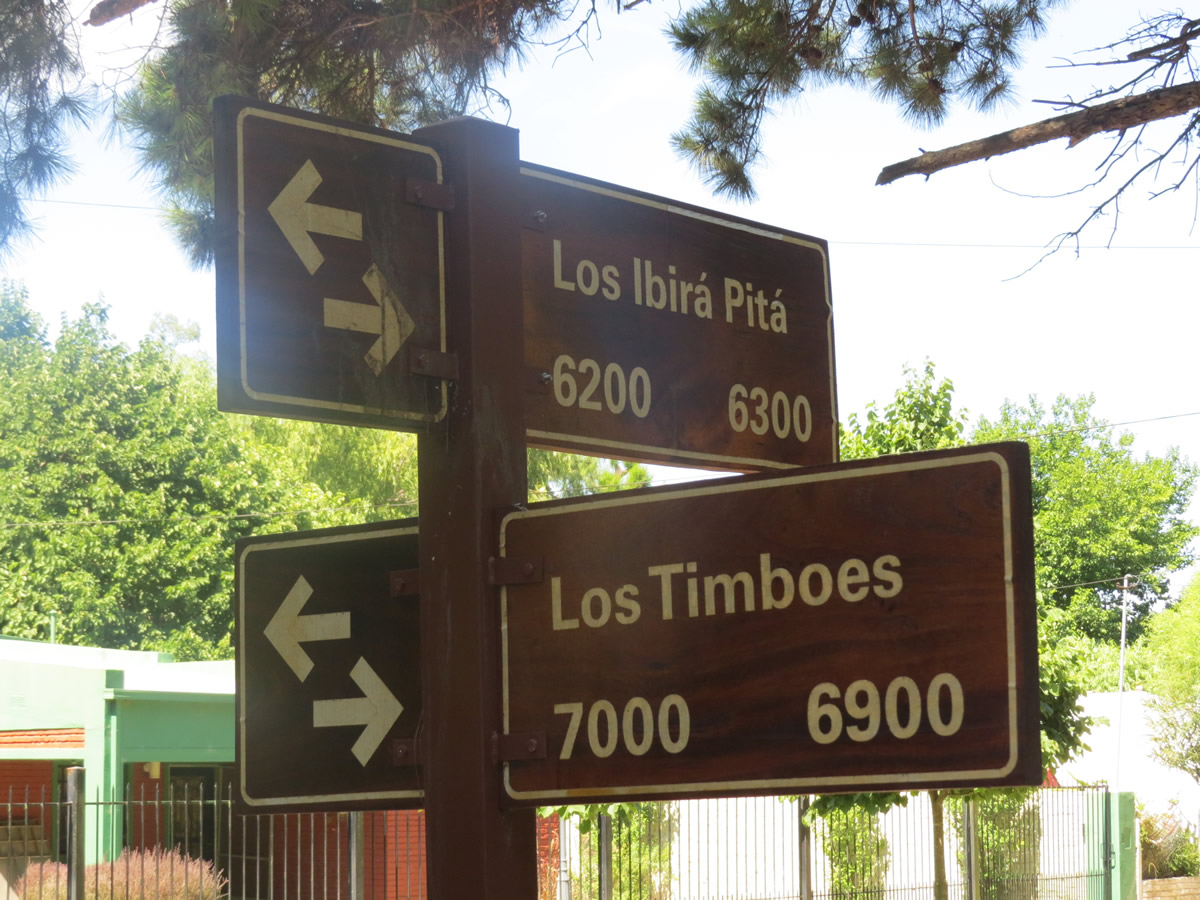 Los Ibirá Pitá
6200 6300
Los Timboes
7000 6900